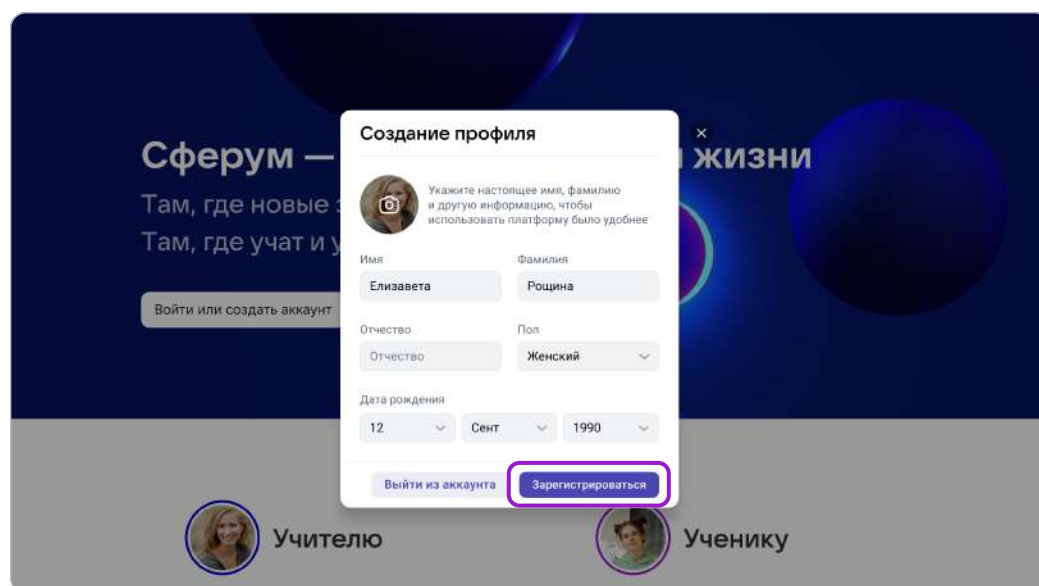 Создание профиля
Сферум —
жизни
Укажите настоящее имя, фамилию
и другую информацию, чтобы
использовать платформу было удобнее
Там, где новые
Там, где учат и у
Имя
Фамилия
Елизавета
Рощина
Войти или создать аккаунт
Отчество
Пол
Отчество
Женский
Дата рождения
12
Сент
1990
Выйти из аккаунта
Зарегистрироваться
Учителю
Ученику